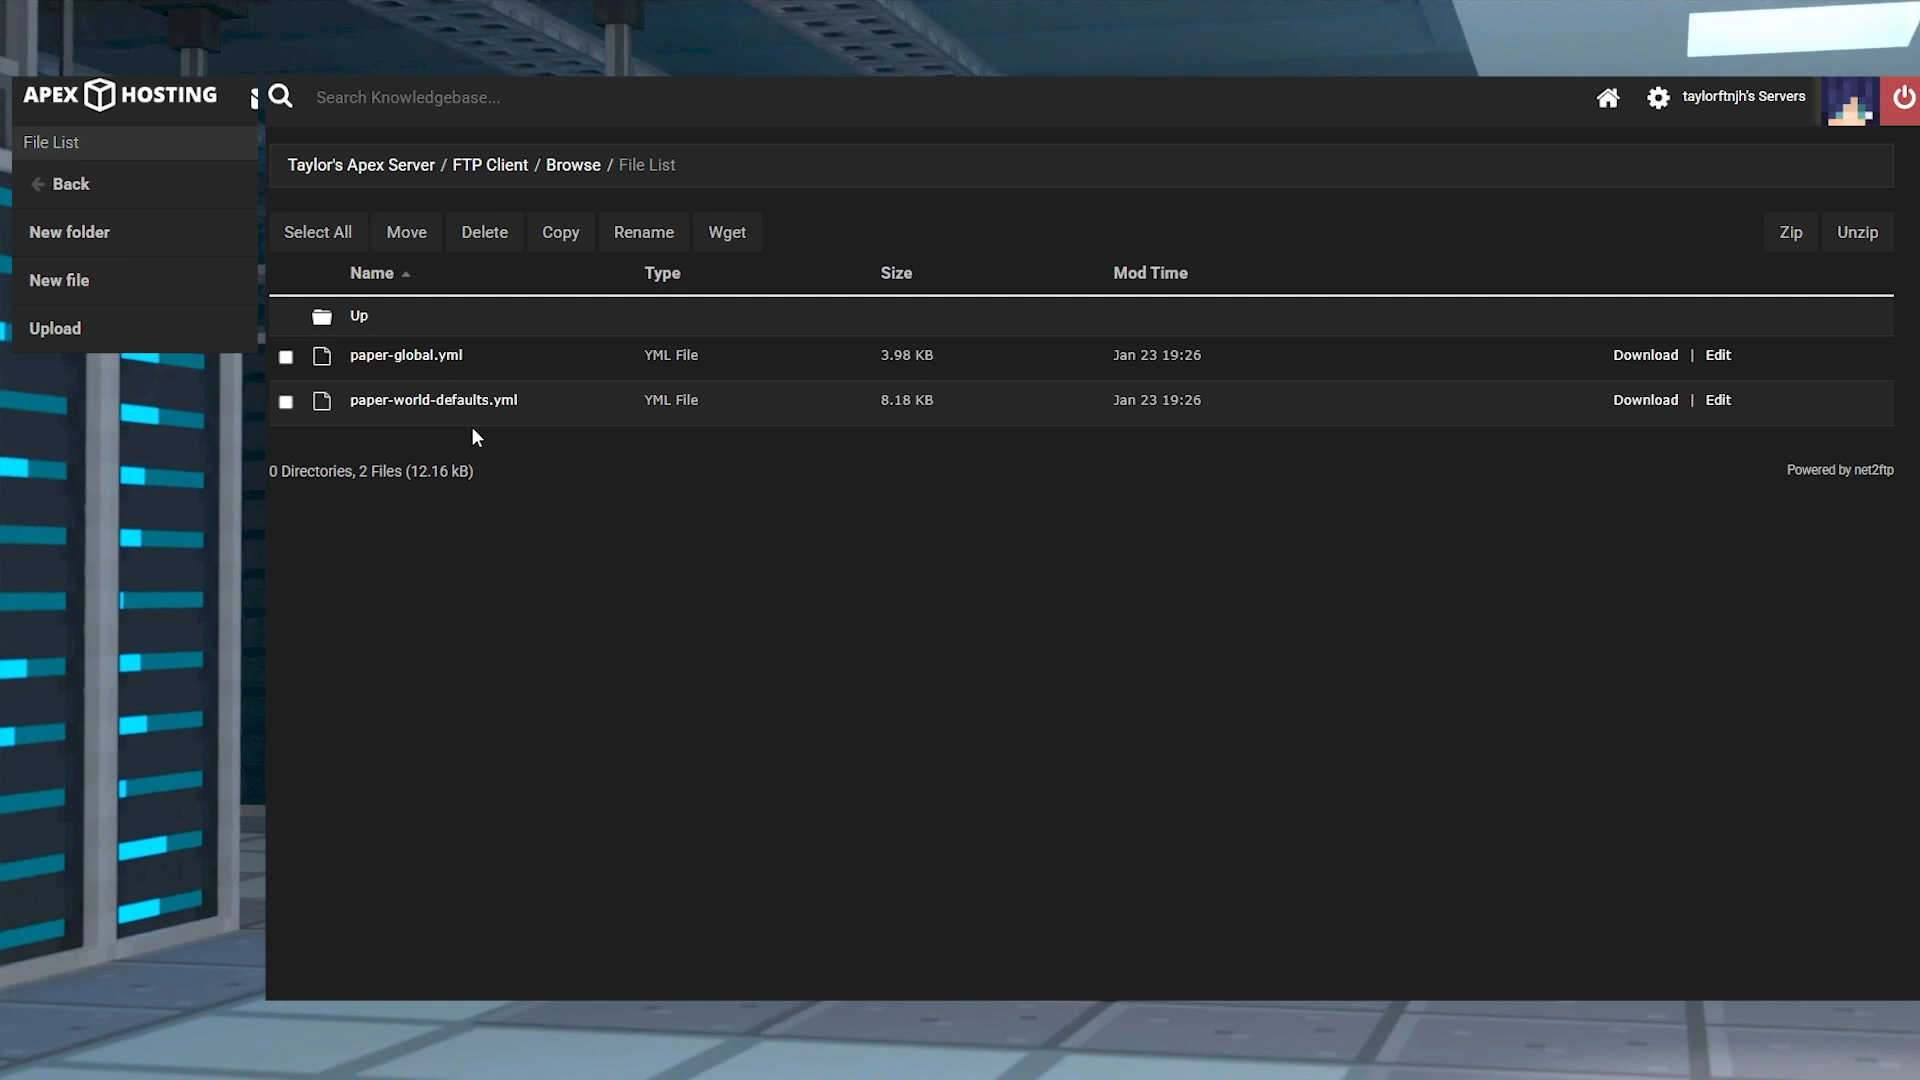 APEX HOSTING
Search Knowledgebase...
taylorftnjh's Servers
File List
Back
New folder
New file
Upload
Taylor's Apex Server / FTP Client / Browse / File List
Select All Move Delete Copy Rename Wget Zip Unzip
Name Type Size Mod Time
Up
paper-global.yml YML File 3.98 KB Jan 23 19:26 Download | Edit
paper-world-defaults.yml YML File 8.18 KB Jan 23 19:26 Download | Edit
0 Directories, 2 Files (12.16 kB)
Powered by net2ftp